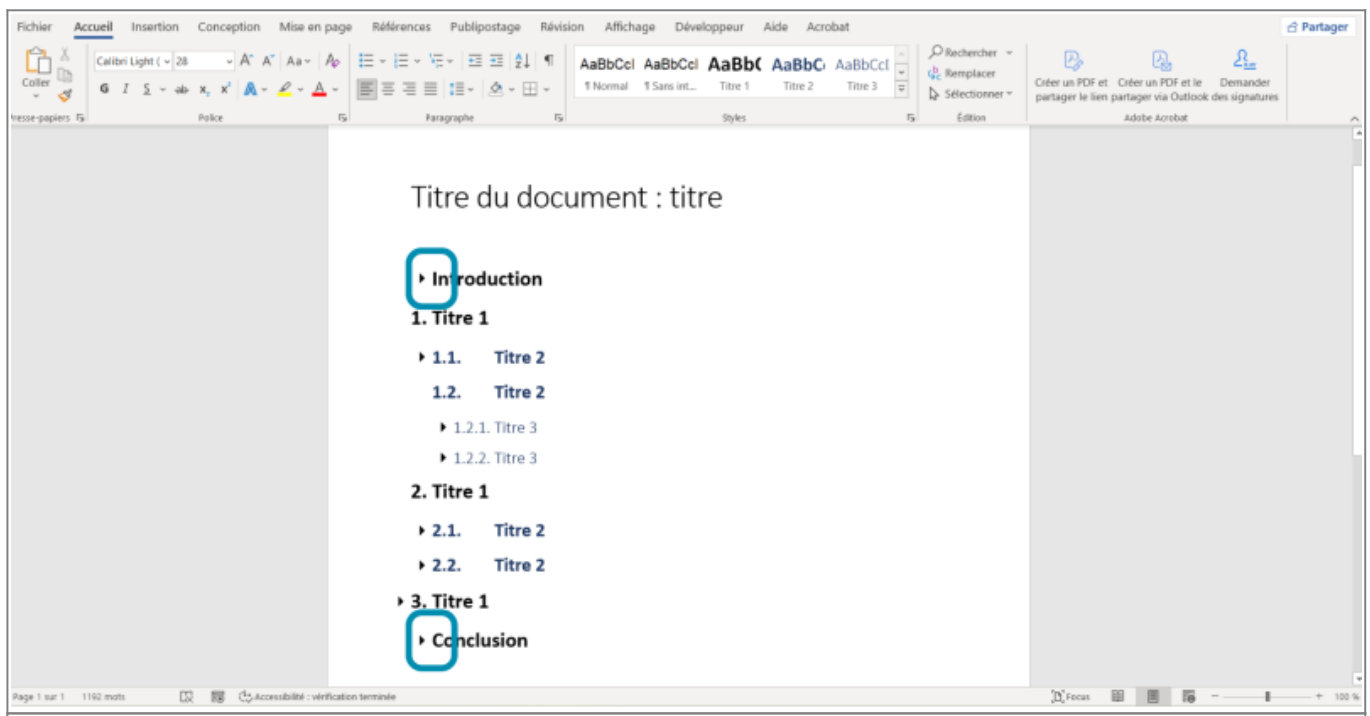 Fichier Accueil Insertion Conception Mise en page Références Publipostage Révision Affichage Développeur Aide Acrobat Partager
Coller
Calibri Light ( 28 A A Aa
G I S ab x x A A
AaBbCcI AaBbCcI AaBb( AaBbC AaBbCcI
¶ Normal ¶ Sans int... Titre 1 Titre 2 Titre 3
Rechercher
Remplacer
Sélectionner
Créer un PDF et partager le lien
Créer un PDF et le partager via Outlook
Demander des signatures
resse-papiers Police Paragraphe Styles Édition Adobe Acrobat
Titre du document : titre
Introduction
1. Titre 1
1.1. Titre 2
1.2. Titre 2
1.2.1. Titre 3
1.2.2. Titre 3
2. Titre 1
2.1. Titre 2
2.2. Titre 2
3. Titre 1
Conclusion
Page 1 sur 1 1192 mots Accessibilité : vérification terminée Focus - + 100 %